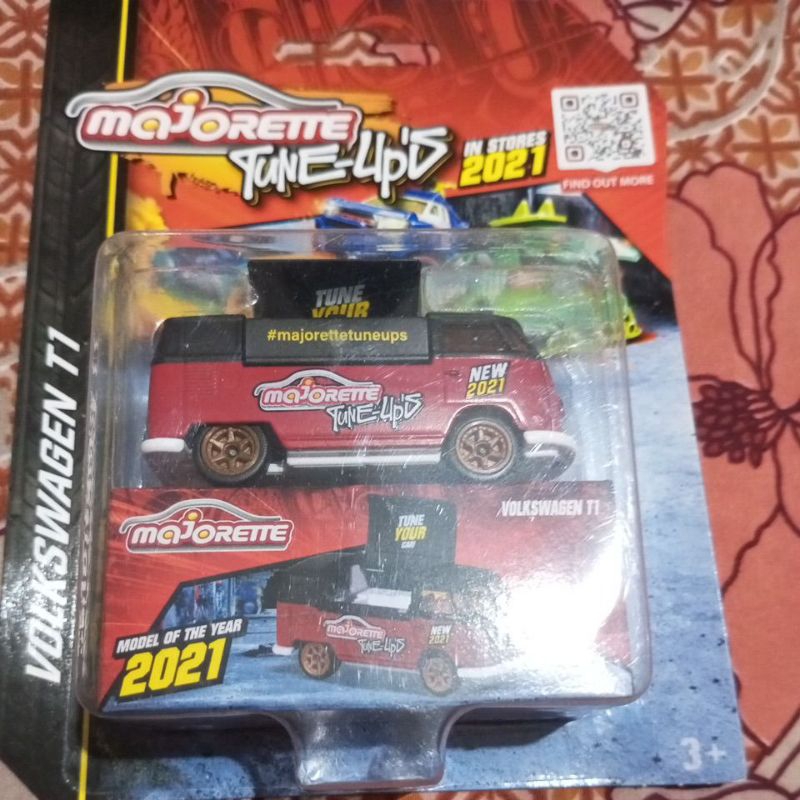 MAJORETTE
TUNE-UP'S
IN STORES
2021
FIND OUT MORE
VOLKSWAGEN T1
TUNE
YOUR
#majorettetuneups
MAJORETTE
TUNE-UP'S
NEW
2021
MAJORETTE
VOLKSWAGEN T1
TUNE
YOUR
CAR!
MODEL OF THE YEAR
2021
MAJORETTE
TUNE-UP'S
NEW
2021
3+